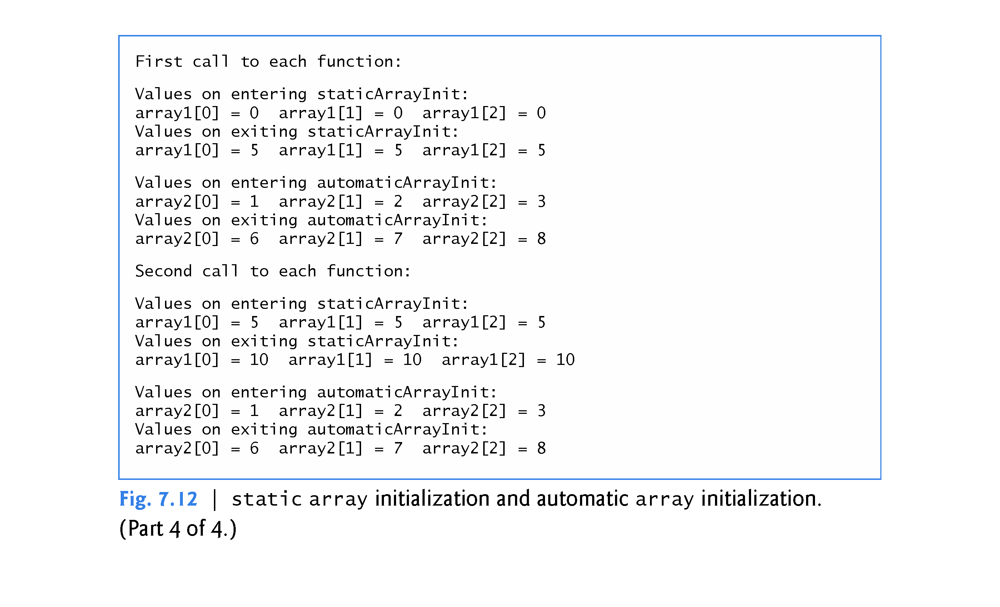 First call to each function:
Values on entering staticArrayInit:
array1[0] = 0  array1[1] = 0  array1[2] = 0
Values on exiting staticArrayInit:
array1[0] = 5  array1[1] = 5  array1[2] = 5
Values on entering automaticArrayInit:
array2[0] = 1  array2[1] = 2  array2[2] = 3
Values on exiting automaticArrayInit:
array2[0] = 6  array2[1] = 7  array2[2] = 8
Second call to each function:
Values on entering staticArrayInit:
array1[0] = 5  array1[1] = 5  array1[2] = 5
Values on exiting staticArrayInit:
array1[0] = 10  array1[1] = 10  array1[2] = 10
Values on entering automaticArrayInit:
array2[0] = 1  array2[1] = 2  array2[2] = 3
Values on exiting automaticArrayInit:
array2[0] = 6  array2[1] = 7  array2[2] = 8
Fig. 7.12 | static array initialization and automatic array initialization.
(Part 4 of 4.)